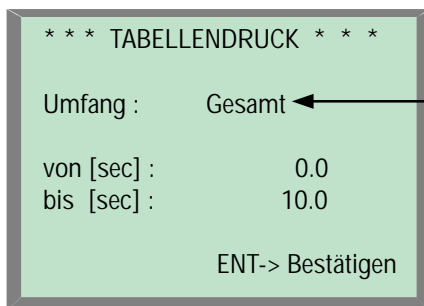 * * * TABELLENDRUCK * * *
Umfang : Gesamt
von [sec] : 0.0
bis [sec] : 10.0
ENT-> Bestätigen